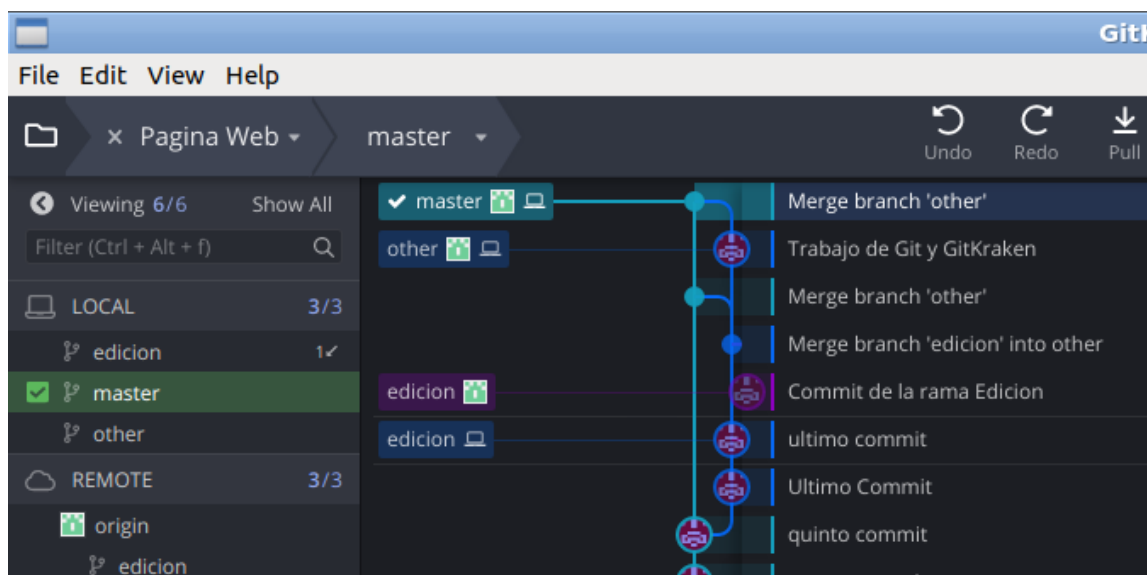 GitK
File Edit View Help
× Pagina Web master
Undo Redo Pull
Viewing 6/6 Show All
Filter (Ctrl + Alt + f)
LOCAL 3/3
edicion 1
master
other
REMOTE 3/3
origin
edicion
master Merge branch 'other'
other Trabajo de Git y GitKraken
Merge branch 'other'
Merge branch 'edicion' into other
edicion Commit de la rama Edicion
edicion ultimo commit
Ultimo Commit
quinto commit